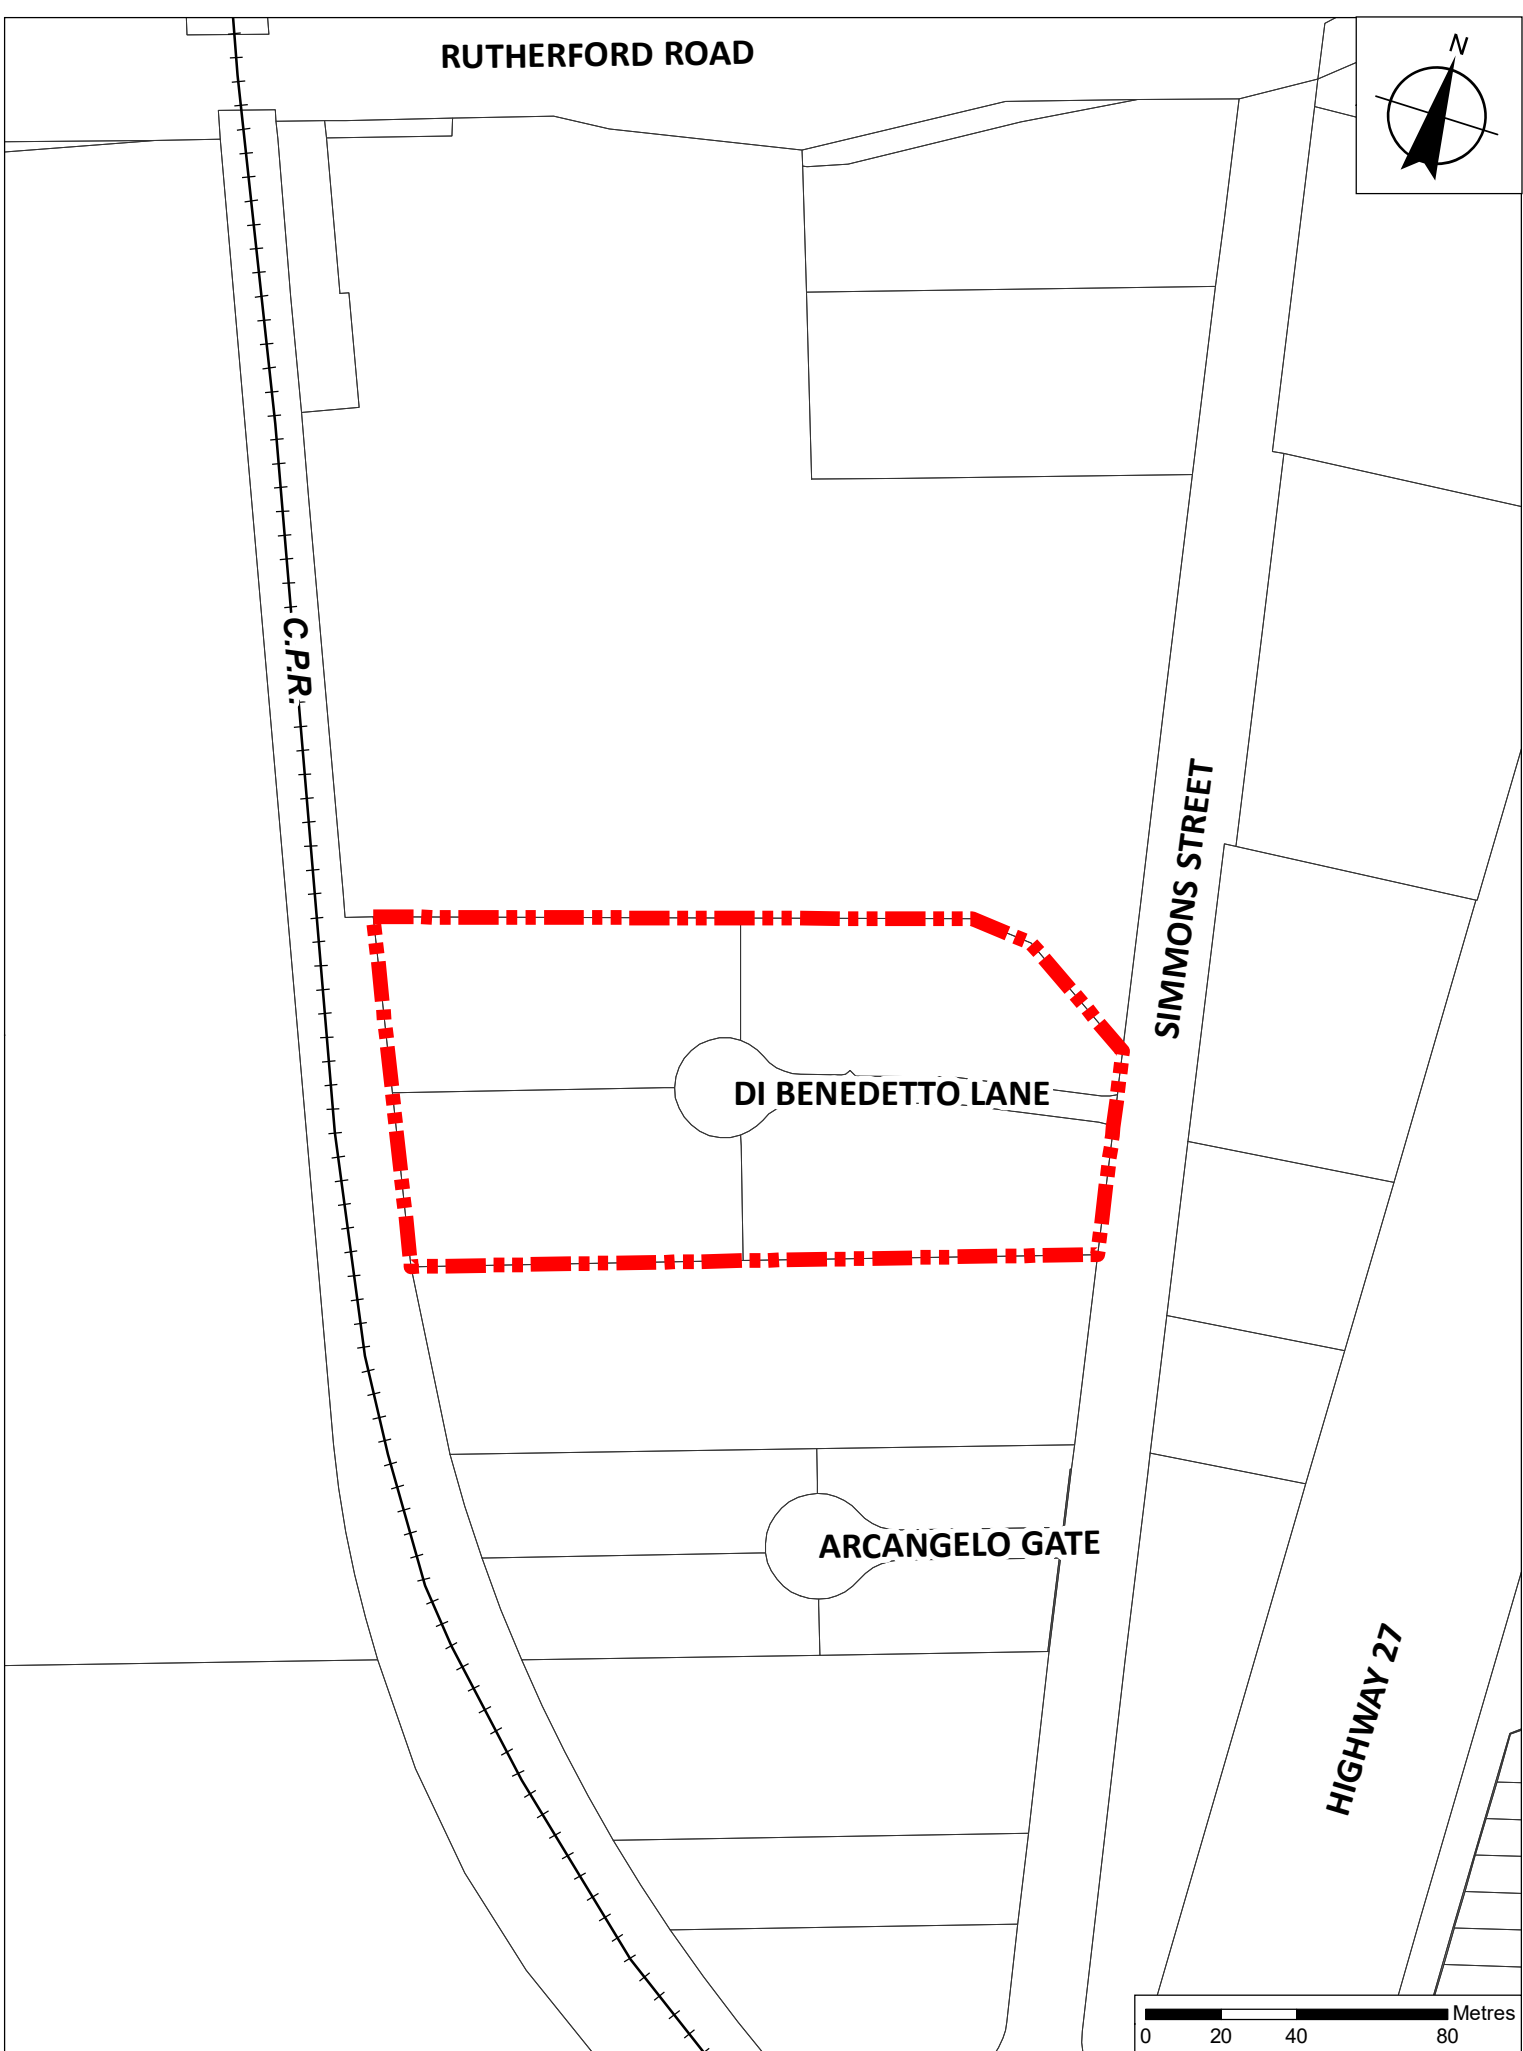 RUTHERFORD ROAD
N
C.P.R.
SIMMONS STREET
DI BENEDETTO LANE
ARCANGELO GATE
HIGHWAY 27
Metres
0 20 40 80